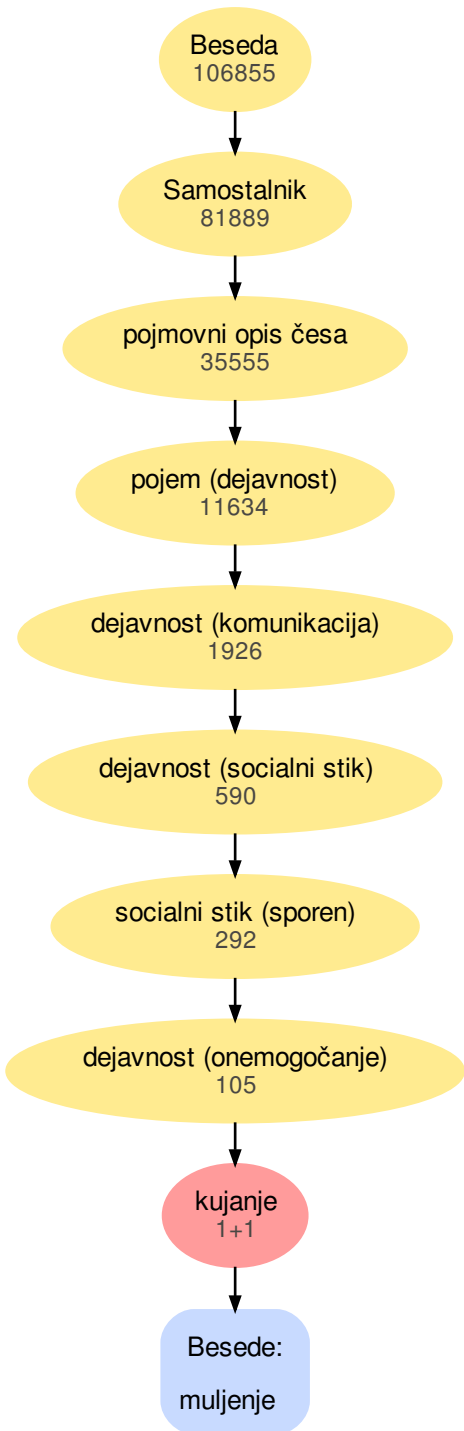 Beseda
106855
Samostalnik
81889
pojmovni opis česa
35555
pojem (dejavnost)
11634
dejavnost (komunikacija)
1926
dejavnost (socialni stik)
590
socialni stik (sporen)
292
dejavnost (onemogočanje)
105
kujanje
1+1
Besede:
muljenje